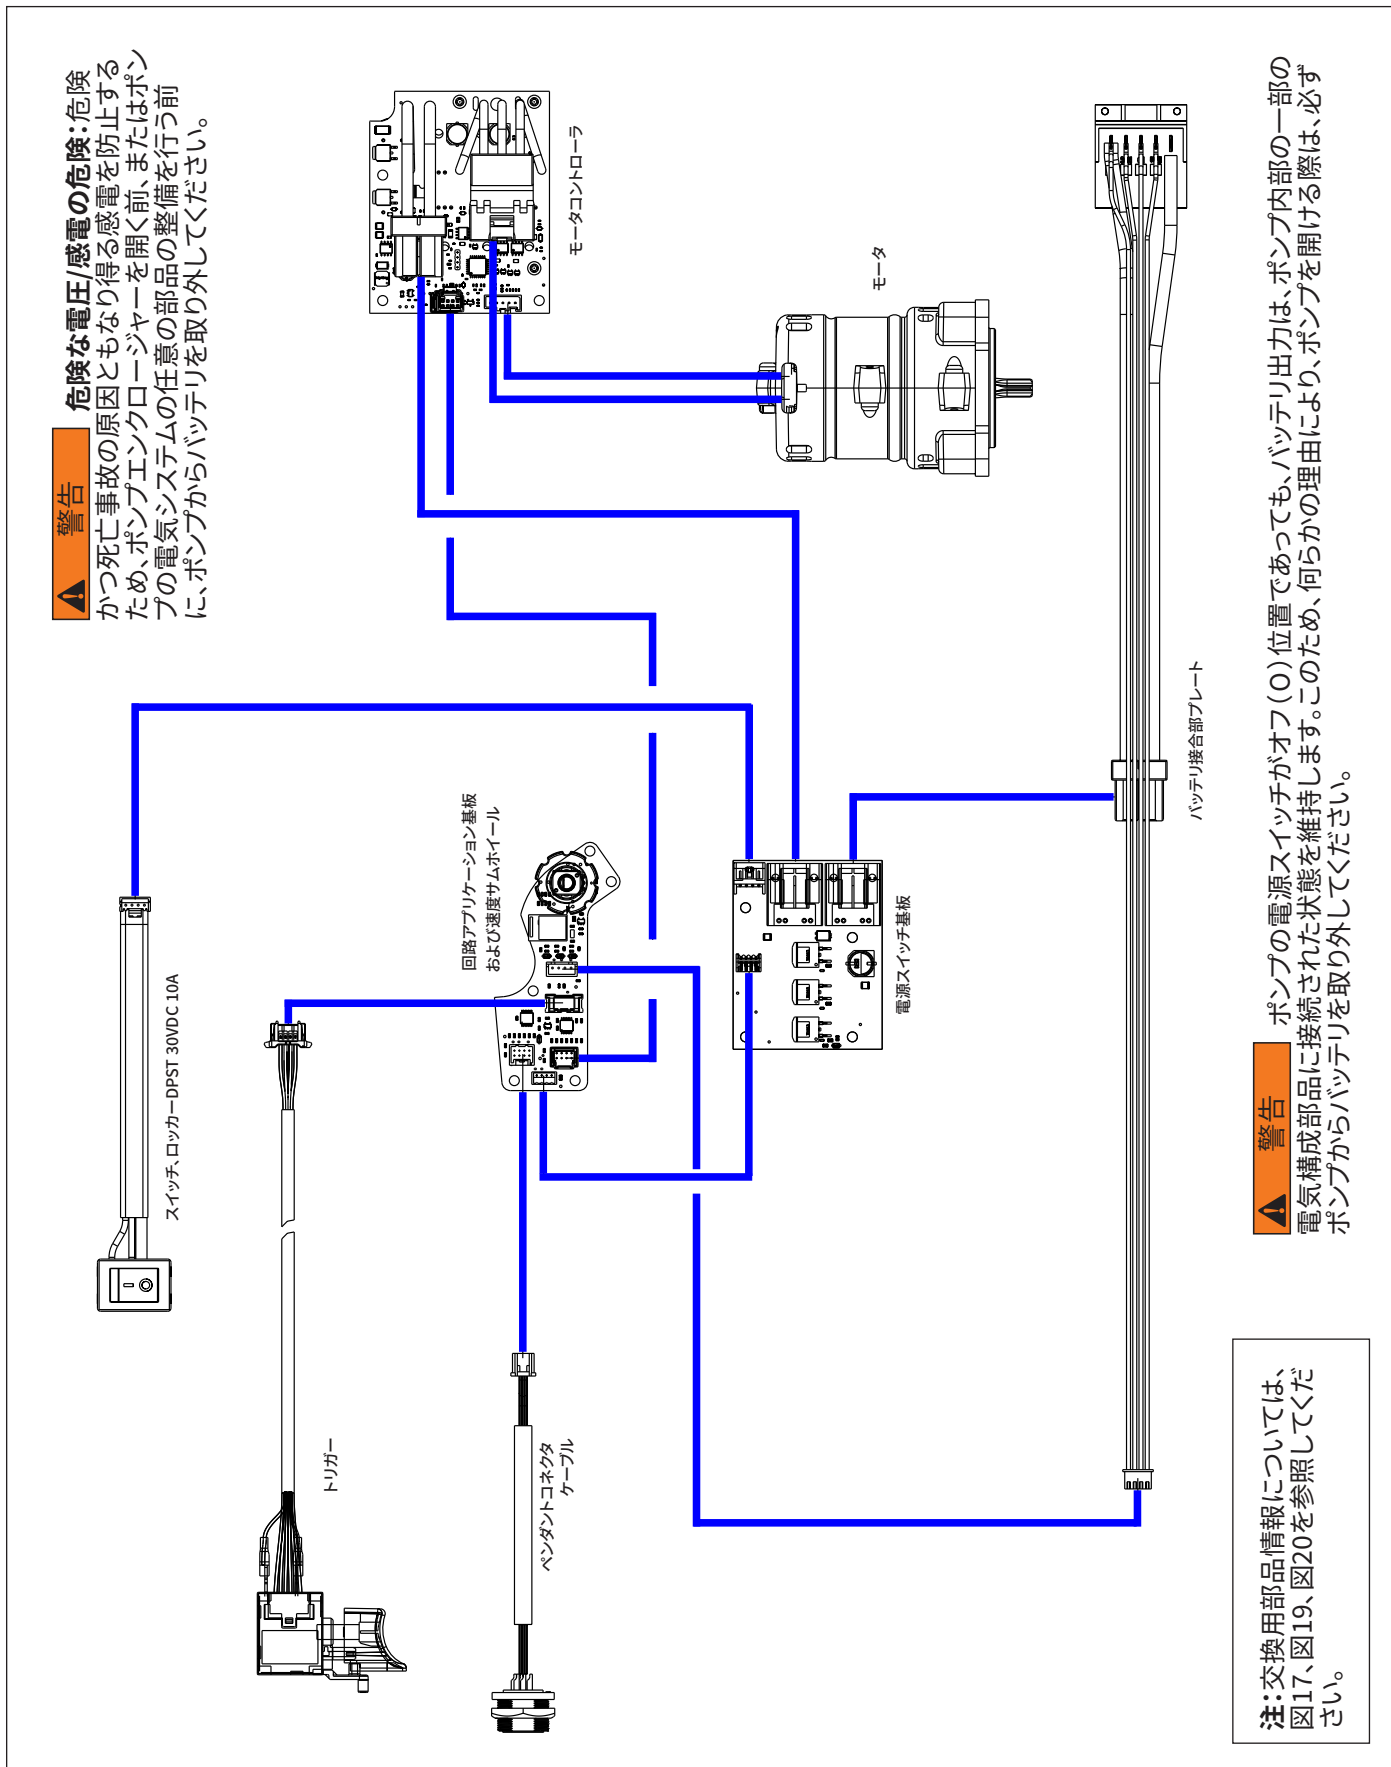 警告
危険な電圧/感電の危険：危険
かつ死亡事故の原因ともなり得る感電を防止する
ため、ポンプエンクロージャーを開く前、またはポン
プの電気システムの任意の部品の整備を行う前
に、ポンプからバッテリを取り外してください。
モータコントローラ
モータ
スイッチ、ロッカーDPST 30VDC 10A
回路アプリケーション基板
および速度サムホイール
電源スイッチ基板
バッテリ接合部プレート
トリガー
ペンダントコネクタ
ケーブル
警告
ポンプの電源スイッチがオフ（O）位置であっても、バッテリ出力は、ポンプ内部の一部の
電気構成部品に接続された状態を維持します。このため、何らかの理由により、ポンプを開ける際は、必ず
ポンプからバッテリを取り外してください。
注：交換用部品情報については、
図17、図19、図20を参照してくだ
さい。